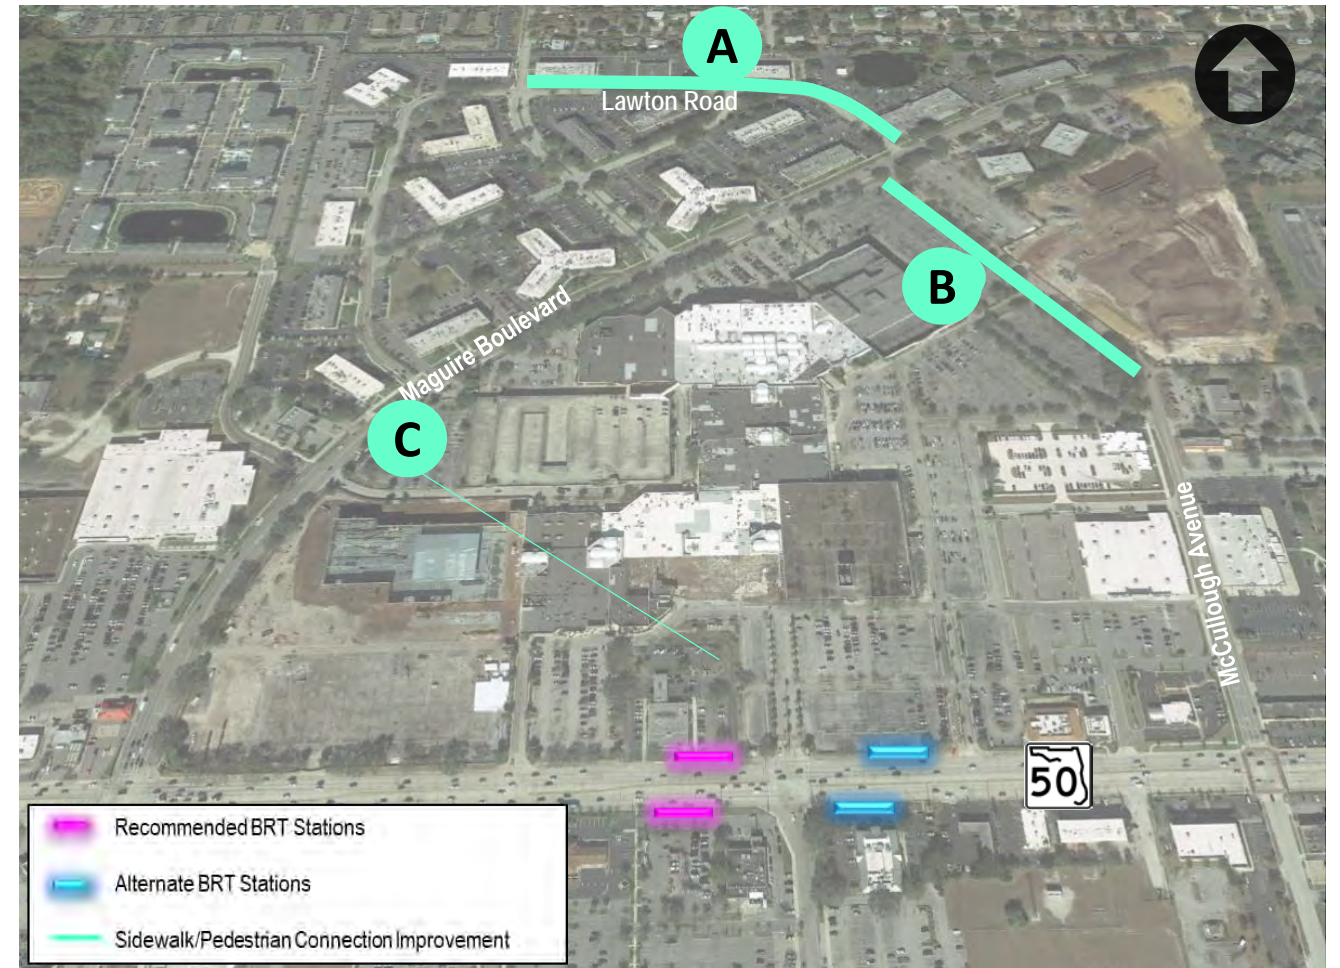 A
Lawton Road
B
Maguire Boulevard
C
McCullough Avenue
50
Recommended BRT Stations
Alternate BRT Stations
Sidewalk/Pedestrian Connection Improvement